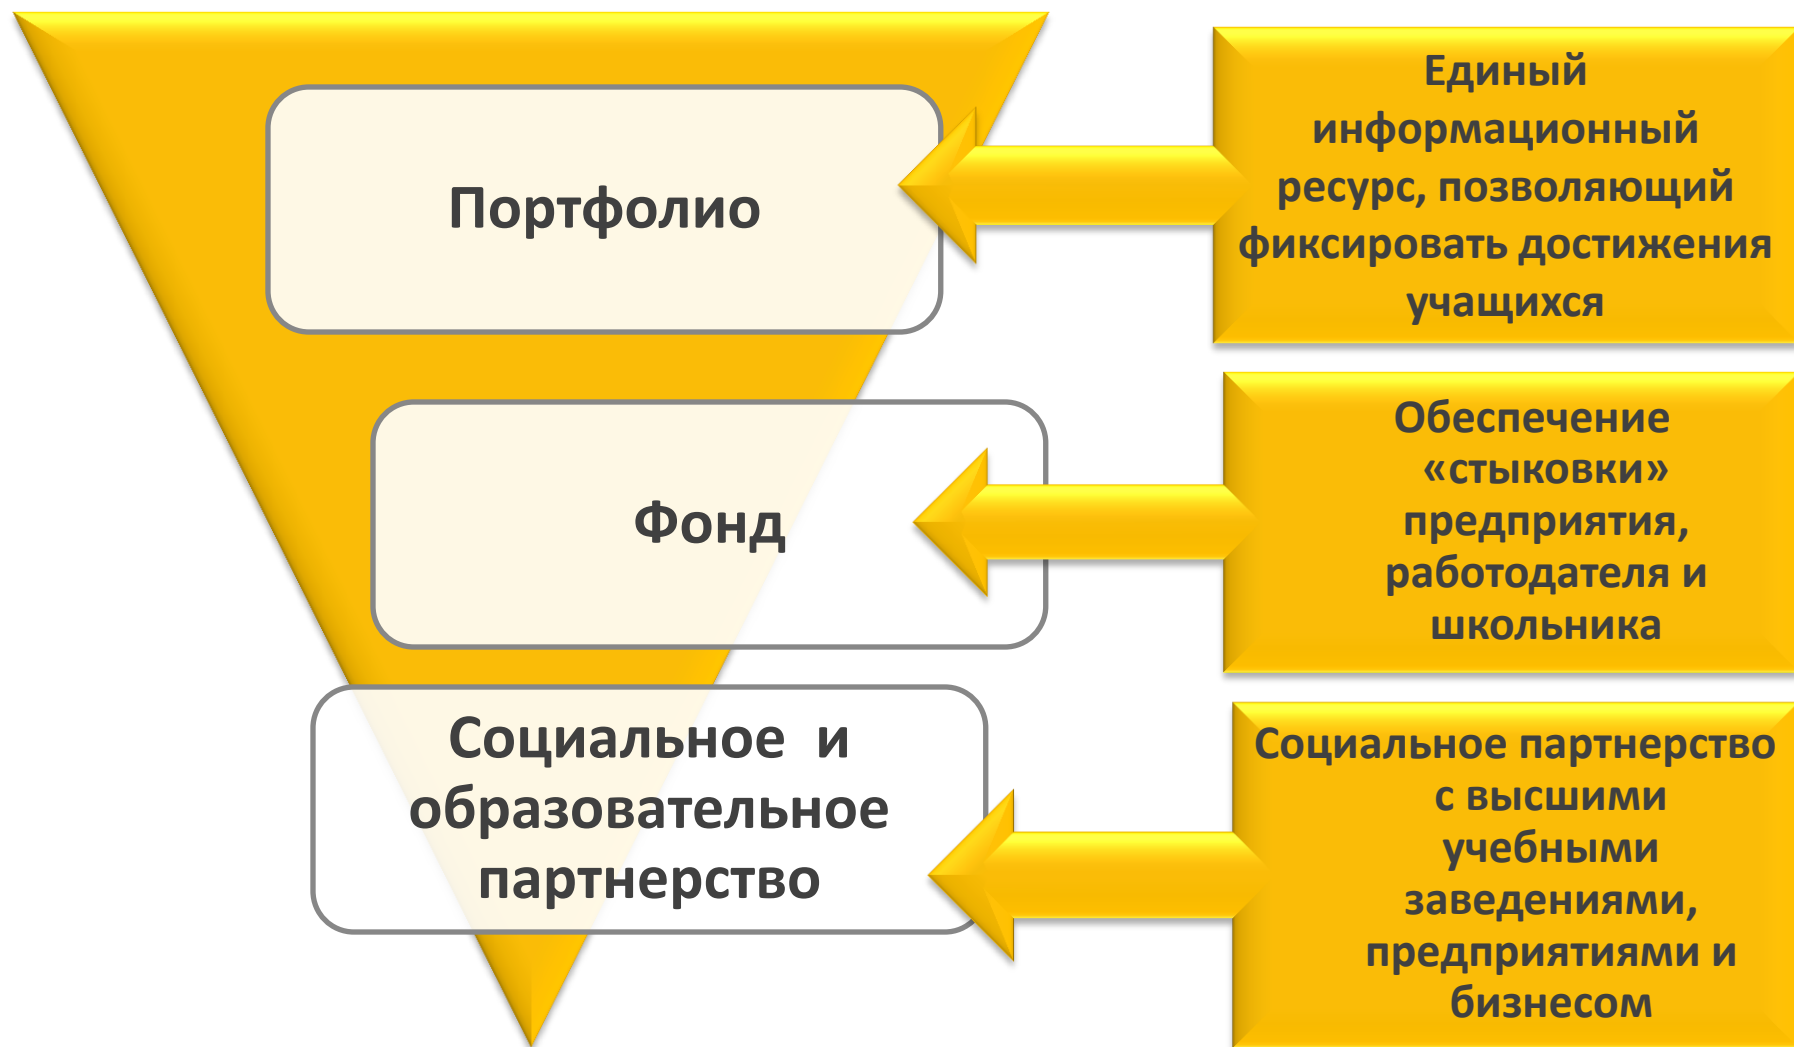 Портфолио
Единый
информационный
ресурс, позволяющий
фиксировать достижения
учащихся
Фонд
Обеспечение
«стыковки»
предприятия,
работодателя и
школьника
Социальное и
образовательное
партнерство
Социальное партнерство
с высшими
учебными
заведениями,
предприятиями и
бизнесом